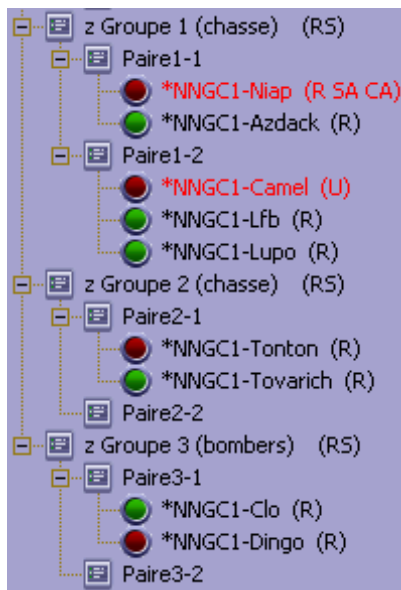 z Groupe 1 (chasse) (RS)
Paire1-1
*NNGC1-Niap (R SA CA)
*NNGC1-Azdack (R)
Paire1-2
*NNGC1-Camel (U)
*NNGC1-Lfb (R)
*NNGC1-Lupo (R)
z Groupe 2 (chasse) (RS)
Paire2-1
*NNGC1-Tonton (R)
*NNGC1-Tovarich (R)
Paire2-2
z Groupe 3 (bombers) (RS)
Paire3-1
*NNGC1-Clo (R)
*NNGC1-Dingo (R)
Paire3-2